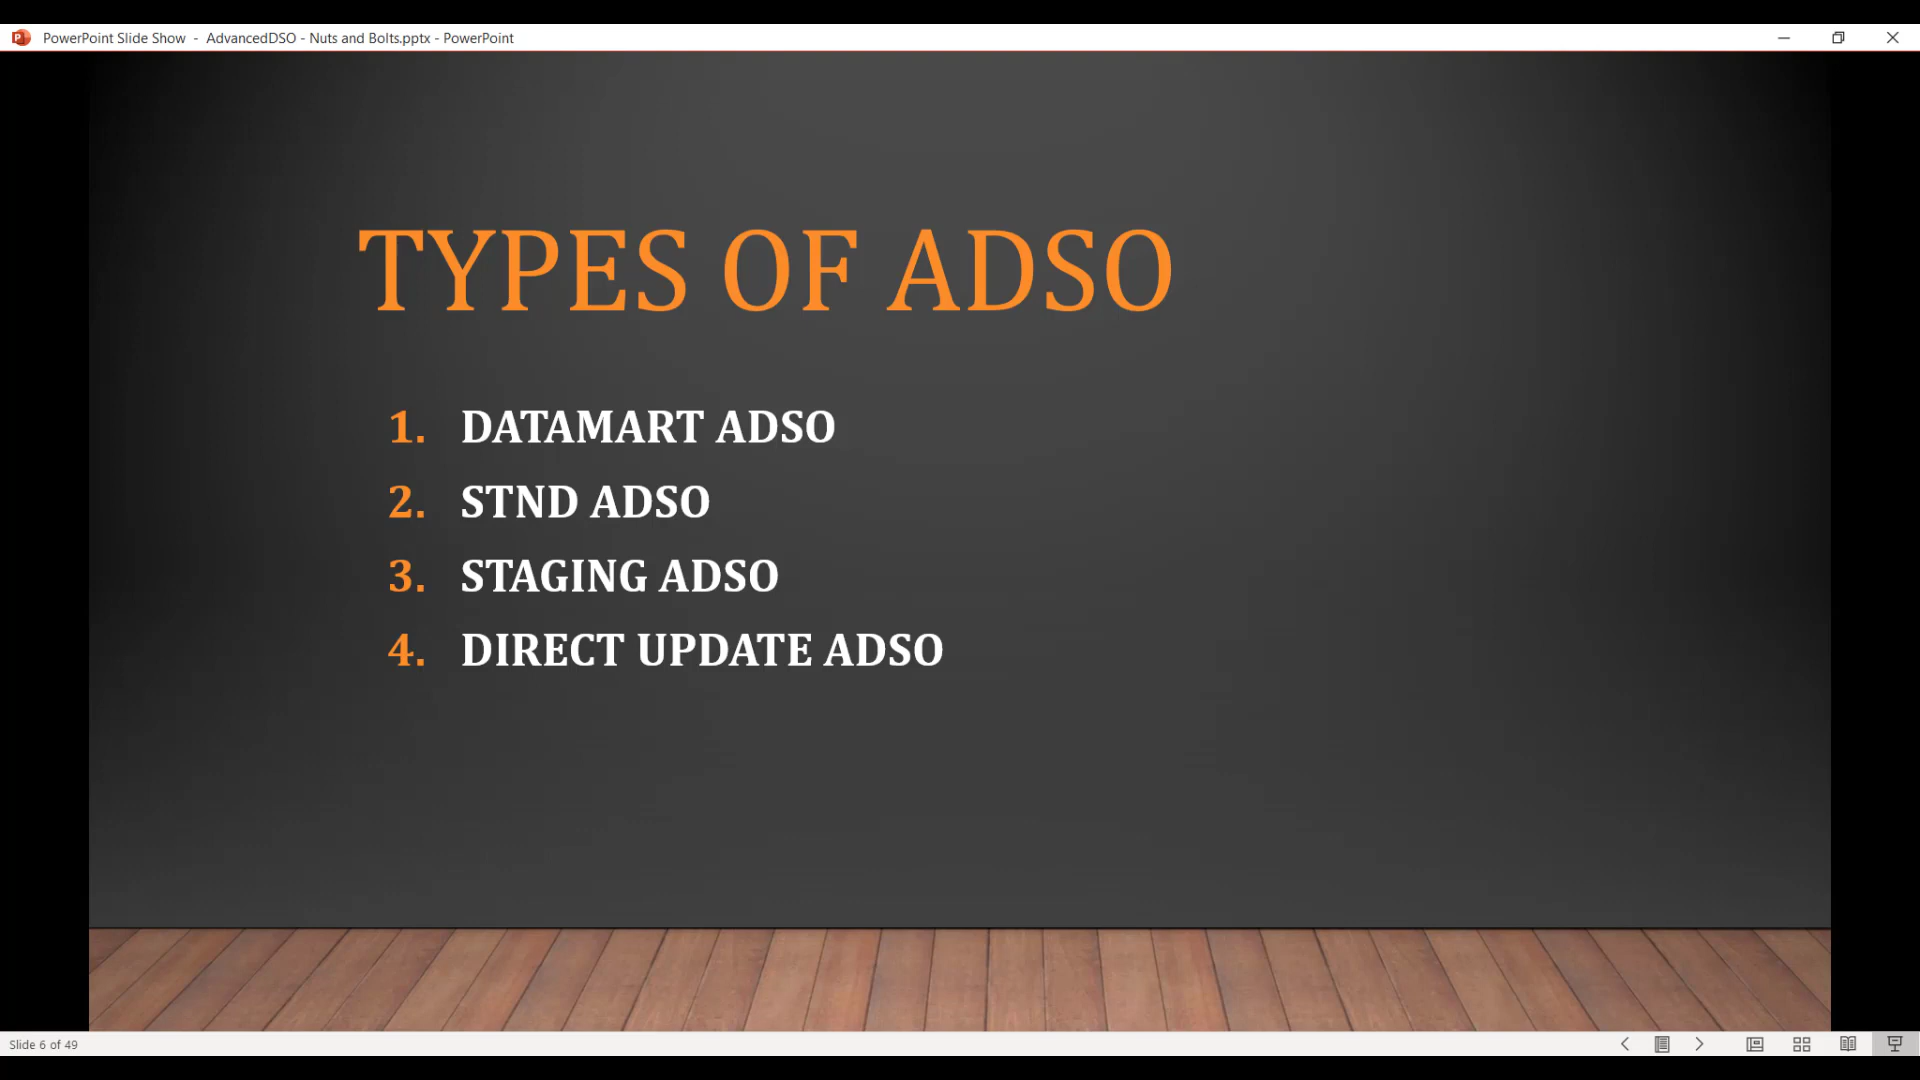 PowerPoint Slide Show - AdvancedDSO - Nuts and Bolts.pptx - PowerPoint
TYPES OF ADSO
1. DATAMART ADSO
2. STND ADSO
3. STAGING ADSO
4. DIRECT UPDATE ADSO
Slide 6 of 49